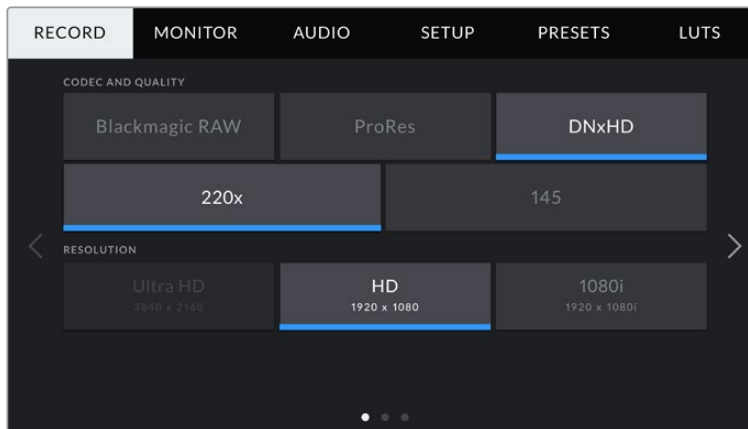 RECORD MONITOR AUDIO SETUP PRESETS LUTS
CODEC AND QUALITY
Blackmagic RAW ProRes DNxHD
220x 145
RESOLUTION
Ultra HD HD 1080i
3840 x 2160 1920 x 1080 1920 x 1080i